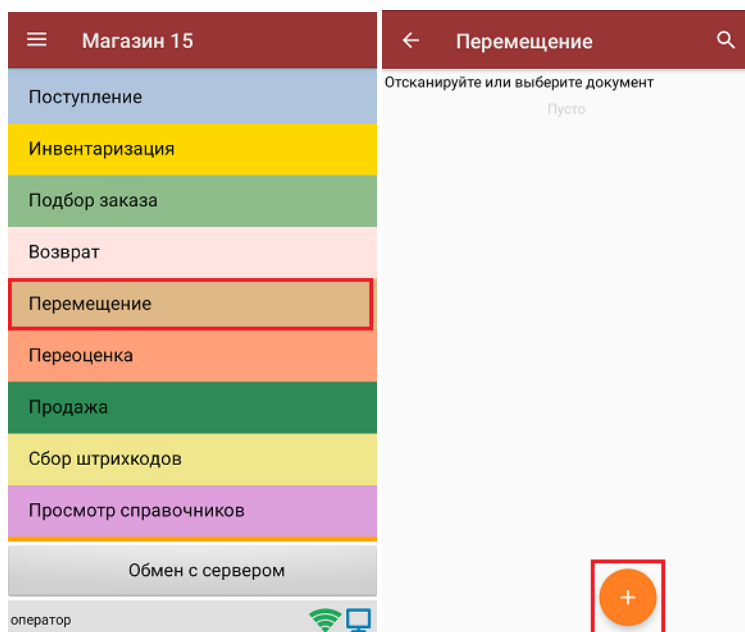 Магазин 15
Поступление
Инвентаризация
Подбор заказа
Возврат
Перемещение
Переоценка
Продажа
Сбор штрихкодов
Просмотр справочников
Обмен с сервером
оператор
Перемещение
Отсканируйте или выберите документ
Пусто
+